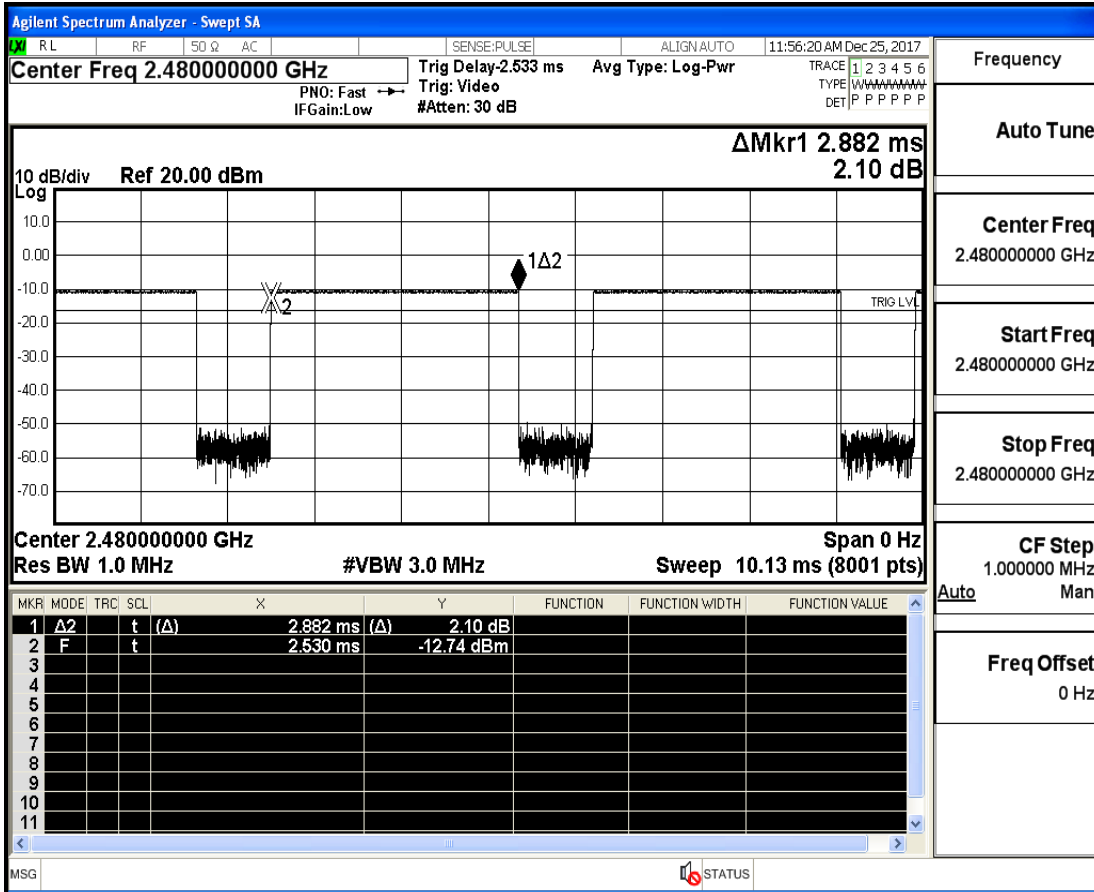 Agilent Spectrum Analyzer - Swept SA
LXI RL RF 50 Ω AC SENSE:PULSE ALIGN AUTO 11:56:20 AM Dec 25, 2017
Center Freq 2.480000000 GHz
PNO: Fast
IFGain:Low
Trig Delay-2.533 ms
Trig: Video
#Atten: 30 dB
Avg Type: Log-Pwr
TRACE 1 2 3 4 5 6
TYPE WWWWWW
DET P P P P P P
ΔMkr1 2.882 ms
2.10 dB
10 dB/div Ref 20.00 dBm
Log
10.0
0.00
-10.0
-20.0
-30.0
-40.0
-50.0
-60.0
-70.0
1Δ2
2
TRIG LVL
Center 2.480000000 GHz Span 0 Hz
Res BW 1.0 MHz #VBW 3.0 MHz Sweep 10.13 ms (8001 pts)
MKR MODE TRC SCL X Y FUNCTION FUNCTION WIDTH FUNCTION VALUE
1 Δ2 t (Δ) 2.882 ms (Δ) 2.10 dB
2 F t 2.530 ms -12.74 dBm
3
4
5
6
7
8
9
10
11
MSG STATUS
Frequency
Auto Tune
Center Freq
2.480000000 GHz
Start Freq
2.480000000 GHz
Stop Freq
2.480000000 GHz
CF Step
1.000000 MHz
Auto Man
Freq Offset
0 Hz